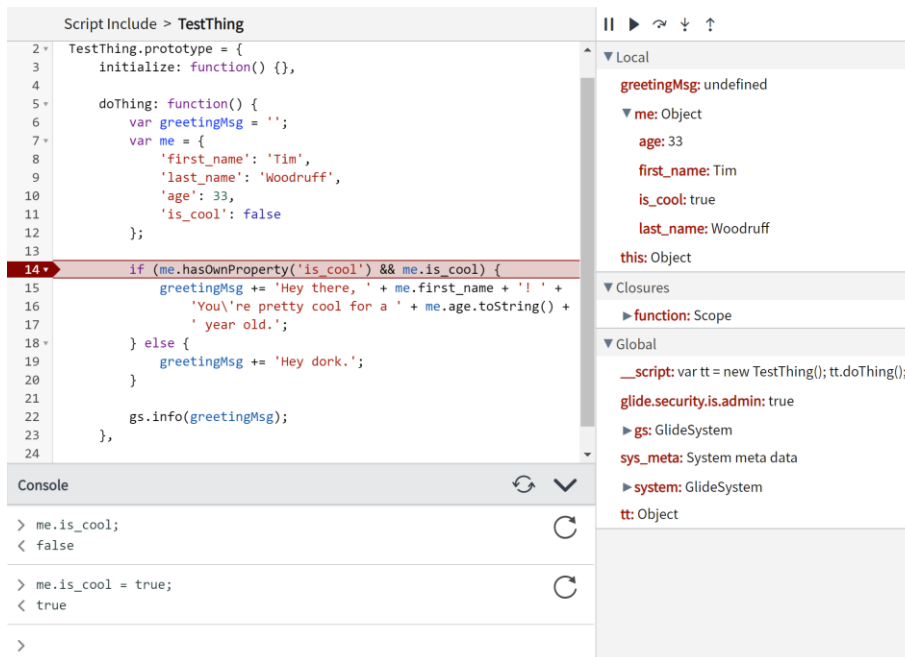 Script Include > TestThing
2 TestThing.prototype = {
3 initialize: function() {},
4
5 doThing: function() {
6 var greetingMsg = '';
7 var me = {
8 'first_name': 'Tim',
9 'last_name': 'Woodruff',
10 'age': 33,
11 'is_cool': false
12 };
13
14 if (me.hasOwnProperty('is_cool') && me.is_cool) {
15 greetingMsg += 'Hey there, ' + me.first_name + '! ' +
16 'You\'re pretty cool for a ' + me.age.toString() +
17 ' year old.';
18 } else {
19 greetingMsg += 'Hey dork.';
20 }
21
22 gs.info(greetingMsg);
23 },
24
Console
> me.is_cool;
< false
> me.is_cool = true;
< true
>
Local
greetingMsg: undefined
me: Object
age: 33
first_name: Tim
is_cool: true
last_name: Woodruff
this: Object
Closures
function: Scope
Global
__script: var tt = new TestThing(); tt.doThing();
glide.security.is.admin: true
gs: GlideSystem
sys_meta: System meta data
system: GlideSystem
tt: Object